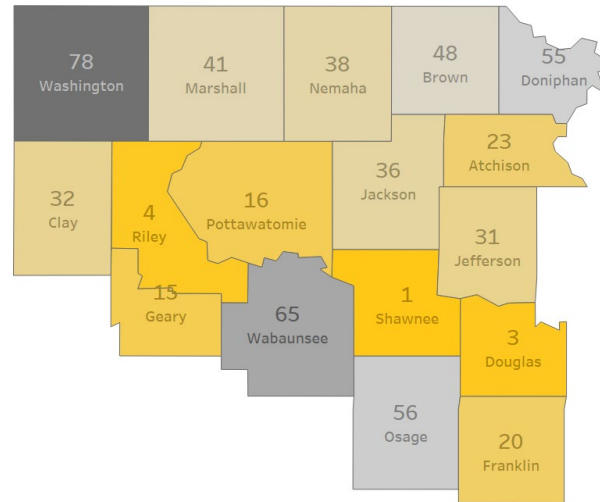 78
Washington
41
Marshall
38
Nemaha
48
Brown
55
Doniphan
32
Clay
4
Riley
16
Pottawatomie
36
Jackson
23
Atchison
31
Jefferson
15
Geary
65
Wabaunsee
1
Shawnee
3
Douglas
56
Osage
20
Franklin